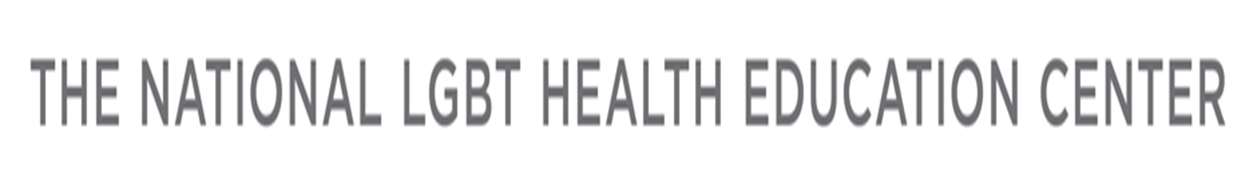 THE NATIONAL LGBT HEALTH EDUCATION CENTER